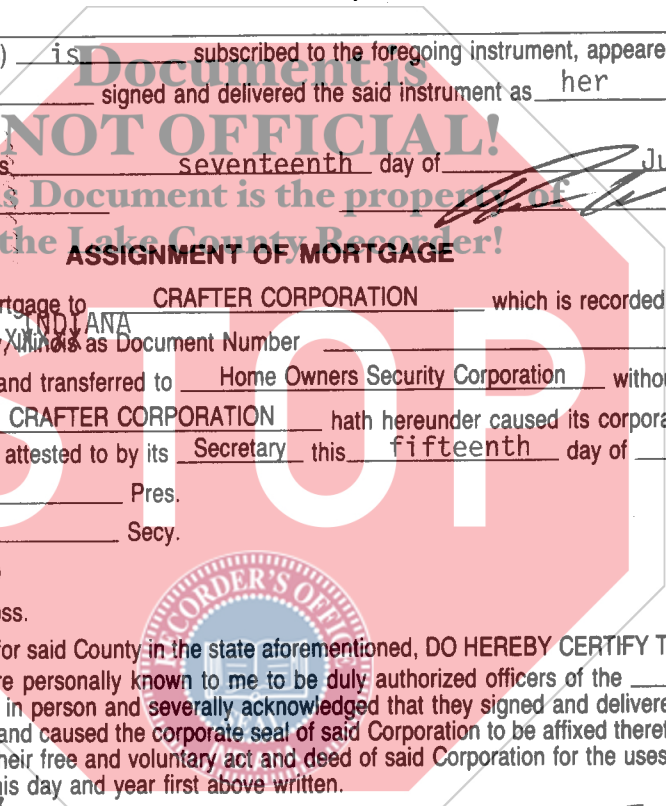 ) is subscribed to the foregoing instrument, appeare
Document is
signed and delivered the said instrument as her
NOT OFFICIAL!
s seventeenth day of Ju
s Document is the property of
the Lake County Recorder!
ASSIGNMENT OF MORTGAGE
rtgage to CRAFTER CORPORATION which is recorded
INDIANA
, Illinois as Document Number
and transferred to Home Owners Security Corporation witho
CRAFTER CORPORATION hath hereunder caused its corpora
attested to by its Secretary this fifteenth day of
STOP
Pres.
Secy.
ss.
RECORDER'S OFFICE
for said County in the state aforementioned, DO HEREBY CERTIFY T
re personally known to me to be duly authorized officers of the
in person and severally acknowledged that they signed and delivere
SEAL
and caused the corporate seal of said Corporation to be affixed theret
INDIANA
heir free and voluntary act and deed of said Corporation for the uses
is day and year first above written.